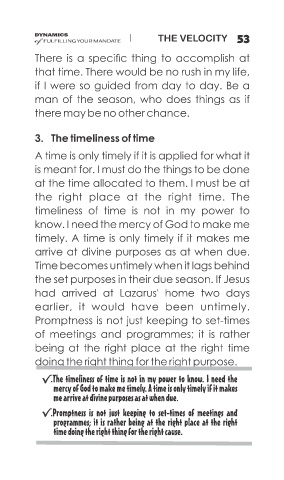 DYNAMICS
of FULFILLING YOUR MANDATE | THE VELOCITY 53
There is a specific thing to accomplish at
that time. There would be no rush in my life,
if I were so guided from day to day. Be a
man of the season, who does things as if
there may be no other chance.
3. The timeliness of time
A time is only timely if it is applied for what it
is meant for. I must do the things to be done
at the time allocated to them. I must be at
the right place at the right time. The
timeliness of time is not in my power to
know. I need the mercy of God to make me
timely. A time is only timely if it makes me
arrive at divine purposes as at when due.
Time becomes untimely when it lags behind
the set purposes in their due season. If Jesus
had arrived at Lazarus' home two days
earlier, it would have been untimely.
Promptness is not just keeping to set-times
of meetings and programmes; it is rather
being at the right place at the right time
doing the right thing for the right purpose.
✓.The timeliness of time is not in my power to know. I need the
mercy of God to make me timely. A time is only timely if it makes
me arrive at divine purposes as at when due.
✓.Promptness is not just keeping to set-times of meetings and
programmes; it is rather being at the right place at the right
time doing the right thing for the right cause.